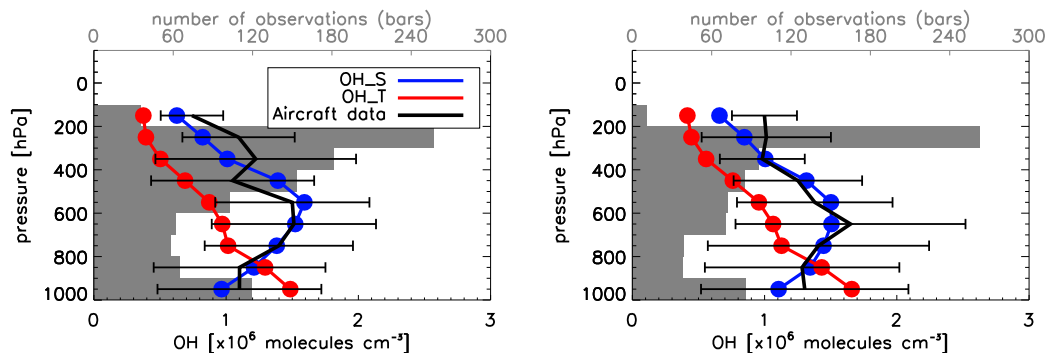 number of observations (bars)
0 60 120 180 240 300
pressure [hPa]
0
200
400
600
800
1000
OH_S
OH_T
Aircraft data
0 1 2 3
OH [x10⁶ molecules cm⁻³]
number of observations (bars)
0 60 120 180 240 300
pressure [hPa]
0
200
400
600
800
1000
0 1 2 3
OH [x10⁶ molecules cm⁻³]